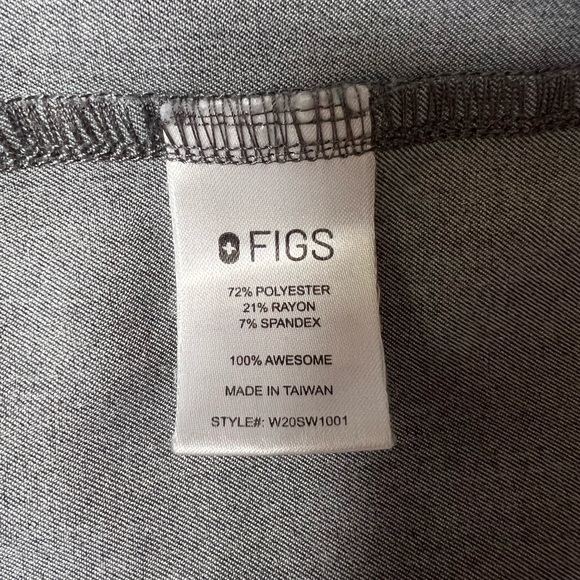 FIGS
72% POLYESTER
21% RAYON
7% SPANDEX
100% AWESOME
MADE IN TAIWAN
STYLE#: W20SW1001